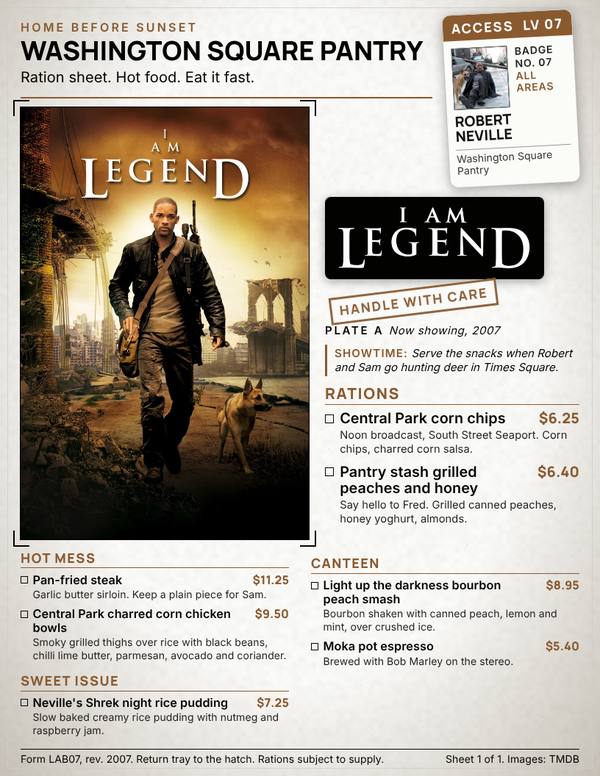 HOME BEFORE SUNSET
WASHINGTON SQUARE PANTRY
Ration sheet. Hot food. Eat it fast.
ACCESS LV 07
BADGE
NO. 07
ALL
AREAS
ROBERT
NEVILLE
Washington Square
Pantry
I
AM
LEGEND
I AM
LEGEND
HANDLE WITH CARE
PLATE A Now showing, 2007
SHOWTIME: Serve the snacks when Robert
and Sam go hunting deer in Times Square.
RATIONS
Central Park corn chips $6.25
Noon broadcast, South Street Seaport. Corn
chips, charred corn salsa.
Pantry stash grilled $6.40
peaches and honey
Say hello to Fred. Grilled canned peaches,
honey yoghurt, almonds.
HOT MESS
Pan-fried steak $11.25
Garlic butter sirloin. Keep a plain piece for Sam.
Central Park charred corn chicken $9.50
bowls
Smoky grilled thighs over rice with black beans,
chilli lime butter, parmesan, avocado and coriander.
SWEET ISSUE
Neville's Shrek night rice pudding $7.25
Slow baked creamy rice pudding with nutmeg and
raspberry jam.
CANTEEN
Light up the darkness bourbon $8.95
peach smash
Bourbon shaken with canned peach, lemon and
mint, over crushed ice.
Moka pot espresso $5.40
Brewed with Bob Marley on the stereo.
Form LAB07, rev. 2007. Return tray to the hatch. Rations subject to supply. Sheet 1 of 1. Images: TMDB